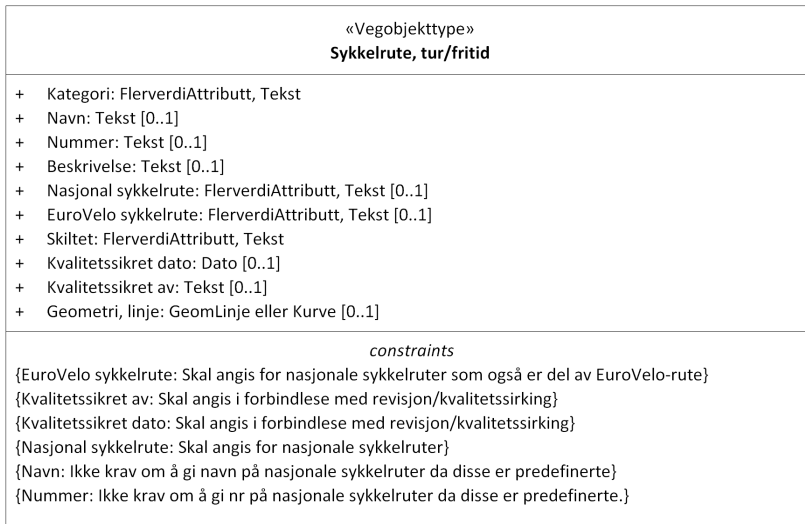 «Vegobjekttype»
Sykkelrute, tur/fritid
+ Kategori: FlerverdiAttributt, Tekst
+ Navn: Tekst [0..1]
+ Nummer: Tekst [0..1]
+ Beskrivelse: Tekst [0..1]
+ Nasjonal sykkelrute: FlerverdiAttributt, Tekst [0..1]
+ EuroVelo sykkelrute: FlerverdiAttributt, Tekst [0..1]
+ Skiltet: FlerverdiAttributt, Tekst
+ Kvalitetssikret dato: Dato [0..1]
+ Kvalitetssikret av: Tekst [0..1]
+ Geometri, linje: GeomLinje eller Kurve [0..1]
constraints
{EuroVelo sykkelrute: Skal angis for nasjonale sykkelruter som også er del av EuroVelo-rute}
{Kvalitetssikret av: Skal angis i forbindlese med revisjon/kvalitetssirking}
{Kvalitetssikret dato: Skal angis i forbindlese med revisjon/kvalitetssirking}
{Nasjonal sykkelrute: Skal angis for nasjonale sykkelruter}
{Navn: Ikke krav om å gi navn på nasjonale sykkelruter da disse er predefinerte}
{Nummer: Ikke krav om å gi nr på nasjonale sykkelruter da disse er predefinerte.}